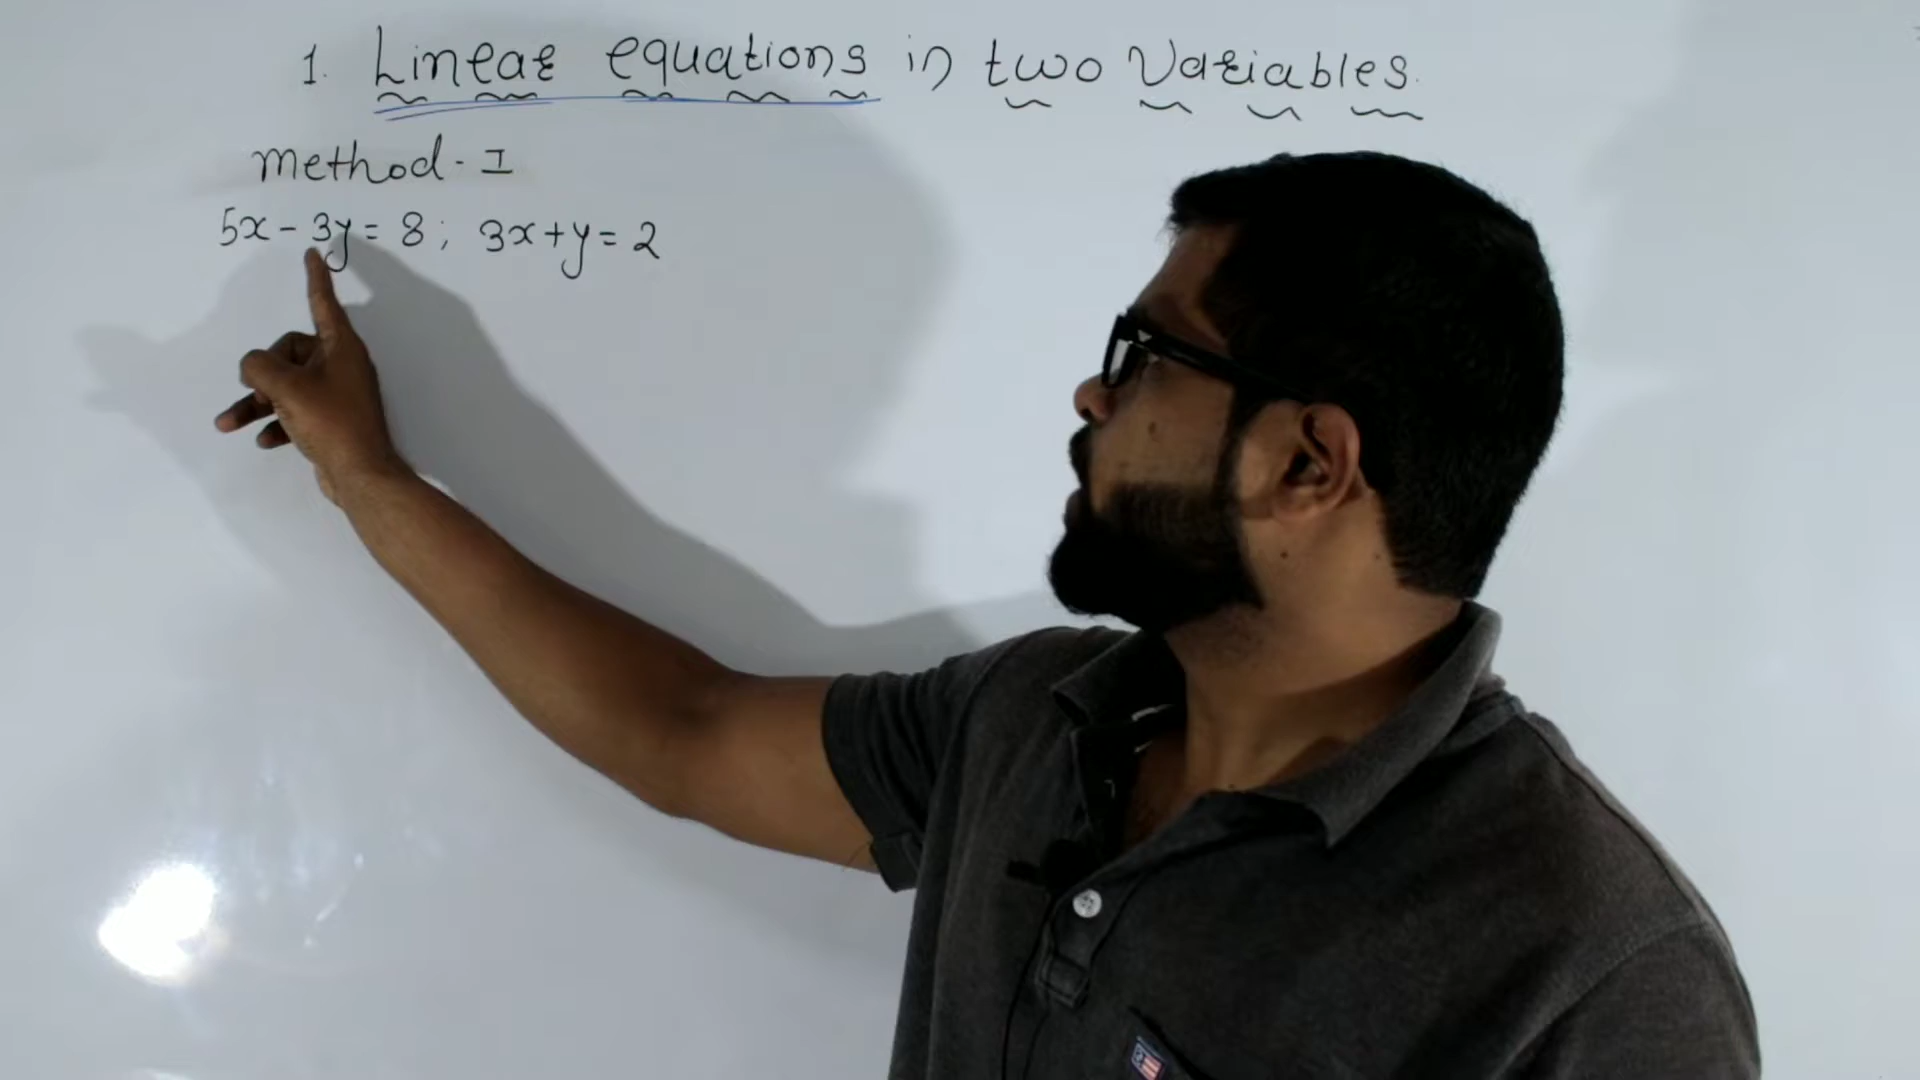 1. Linear equations in two Variables.
Method - I
5x - 3y = 8 ; 3x + y = 2